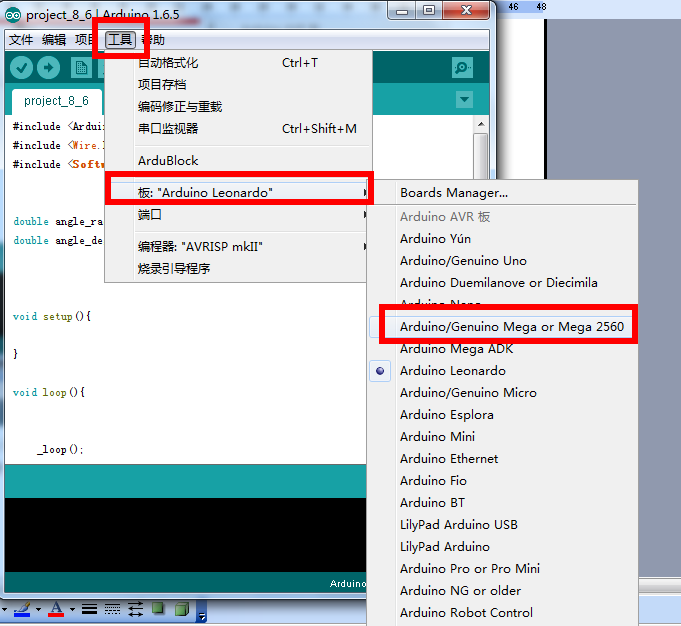 project_8_6 | Arduino 1.6.5
46 48
文件 编辑 项目 工具 帮助
project_8_6
#include <Ardui
#include <Wire.
#include <Softw
double angle_ra
double angle_de
void setup(){
}
void loop(){
_loop();
自动格式化 Ctrl+T
项目存档
编码修正与重载
串口监视器 Ctrl+Shift+M
ArduBlock
板: "Arduino Leonardo"
端口
编程器: "AVRISP mkII"
烧录引导程序
Boards Manager...
Arduino AVR 板
Arduino Yún
Arduino/Genuino Uno
Arduino Duemilanove or Diecimila
Arduino Nano
Arduino/Genuino Mega or Mega 2560
Arduino Mega ADK
Arduino Leonardo
Arduino/Genuino Micro
Arduino Esplora
Arduino Mini
Arduino Ethernet
Arduino Fio
Arduino BT
LilyPad Arduino USB
LilyPad Arduino
Arduino Pro or Pro Mini
Arduino NG or older
Arduino Robot Control
Arduino